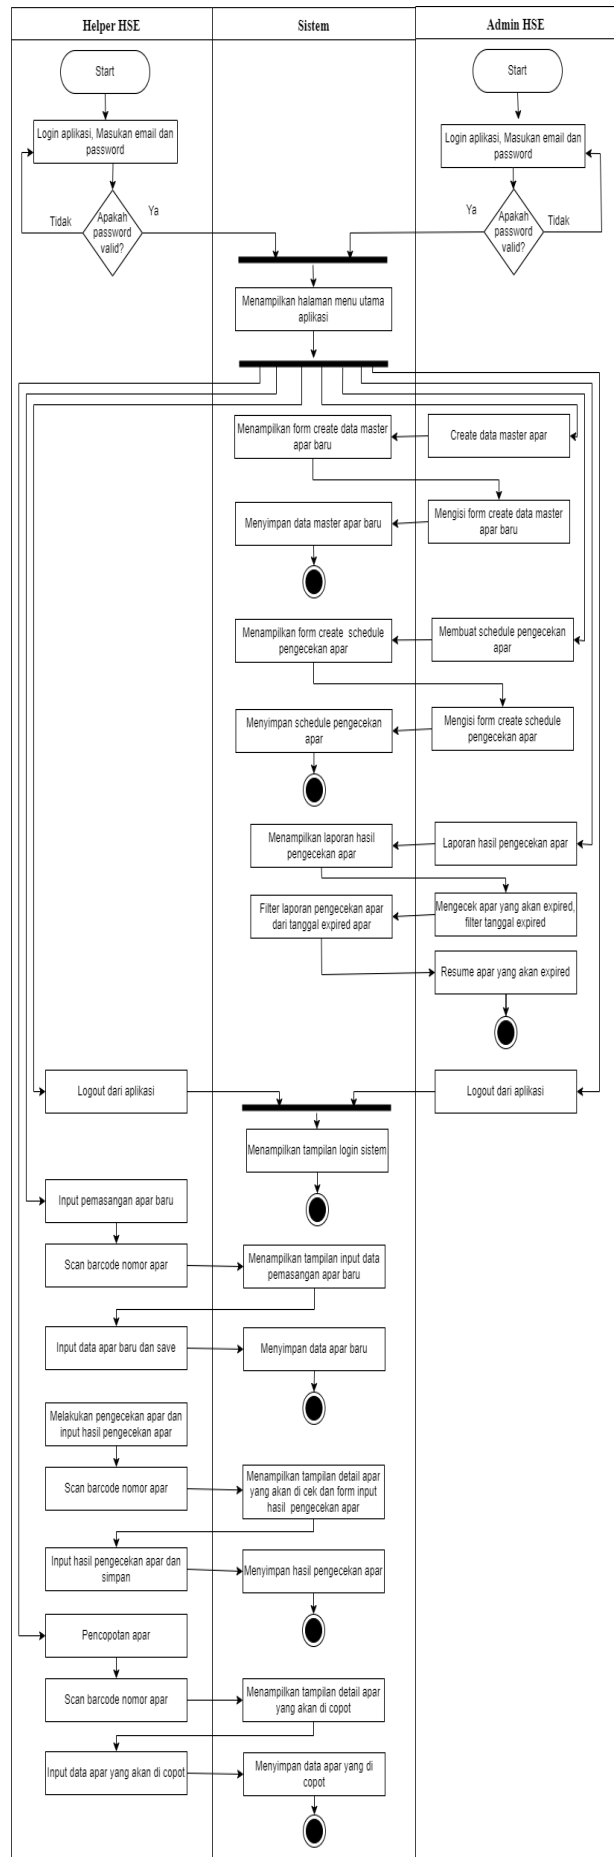 Helper HSE
Sistem
Admin HSE
Start
Start
Login aplikasi, Masukan email dan
password
Login aplikasi, Masukan email dan
password
Tidak
Apakah
password
valid?
Ya
Ya
Apakah
password
valid?
Tidak
Menampilkan halaman menu utama
aplikasi
Menampilkan form create data master
apar baru
Create data master apar
Mengisi form create data master
apar baru
Menyimpan data master apar baru
Menampilkan form create schedule
pengecekan apar
Membuat schedule pengecekan
apar
Mengisi form create schedule
pengecekan apar
Menyimpan schedule pengecekan
apar
Menampilkan laporan hasil
pengecekan apar
Laporan hasil pengecekan apar
Filter laporan pengecekan apar
dari tanggal expired apar
Mengecek apar yang akan expired,
filter tanggal expired
Resume apar yang akan expired
Logout dari aplikasi
Logout dari aplikasi
Menampilkan tampilan login sistem
Input pemasangan apar baru
Scan barcode nomor apar
Menampilkan tampilan input data
pemasangan apar baru
Input data apar baru dan save
Menyimpan data apar baru
Melakukan pengecekan apar dan
input hasil pengecekan apar
Scan barcode nomor apar
Menampilkan tampilan detail apar
yang akan di cek dan form input
hasil pengecekan apar
Input hasil pengecekan apar dan
simpan
Menyimpan hasil pengecekan apar
Pencopotan apar
Scan barcode nomor apar
Menampilkan tampilan detail apar
yang akan di copot
Input data apar yang akan di copot
Menyimpan data apar yang di
copot